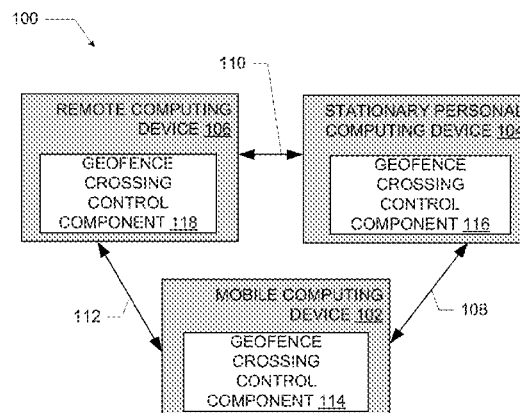 100
110
REMOTE COMPUTING
DEVICE 106
GEOFENCE
CROSSING
CONTROL
COMPONENT 118
STATIONARY PERSONAL
COMPUTING DEVICE 104
GEOFENCE
CROSSING
CONTROL
COMPONENT 116
112
108
MOBILE COMPUTING
DEVICE 102
GEOFENCE
CROSSING
CONTROL
COMPONENT 114